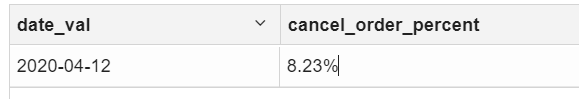 date_val cancel_order_percent
2020-04-12 8.23%